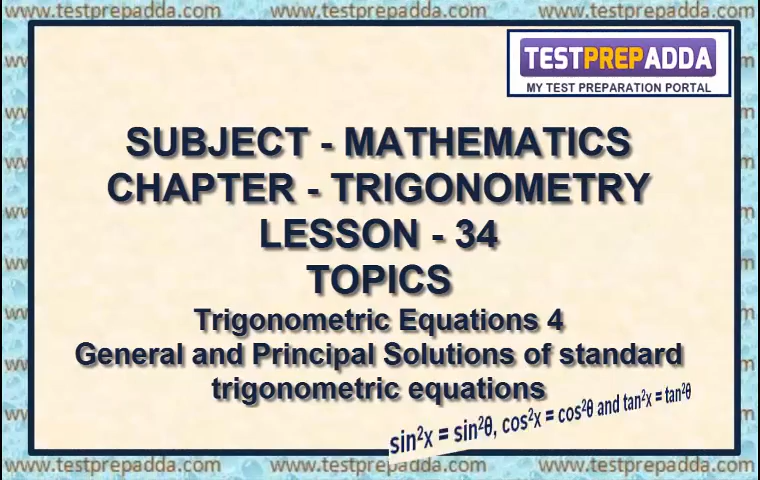 www.testprepadda.com www.testprepadda.com www.testprepadda.com
TESTPREPADDA
MY TEST PREPARATION PORTAL
SUBJECT - MATHEMATICS
CHAPTER - TRIGONOMETRY
LESSON - 34
TOPICS
Trigonometric Equations 4
General and Principal Solutions of standard
trigonometric equations
sin²x = sin²θ, cos²x = cos²θ and tan²x = tan²θ
www.testprepadda.com www.testprepadda.com www.testprepadda.com